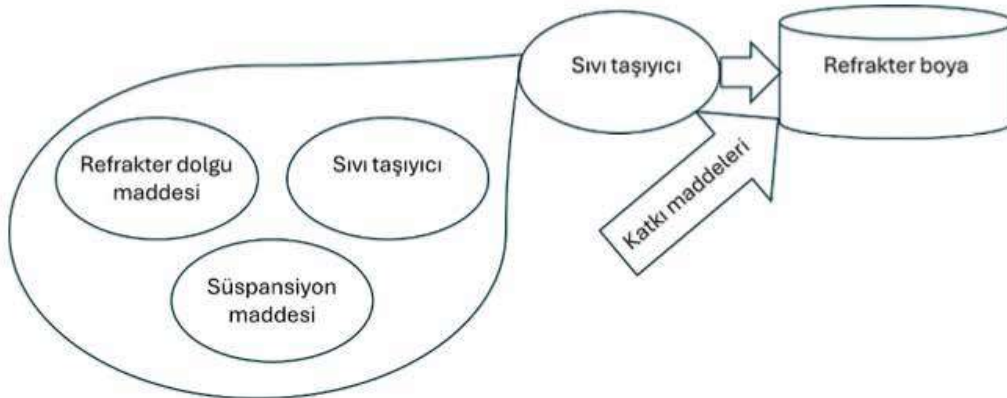 Sıvı taşıyıcı
Refrakter boya
Refrakter dolgu
maddesi
Sıvı taşıyıcı
Katkı maddeleri
Süspansiyon
maddesi